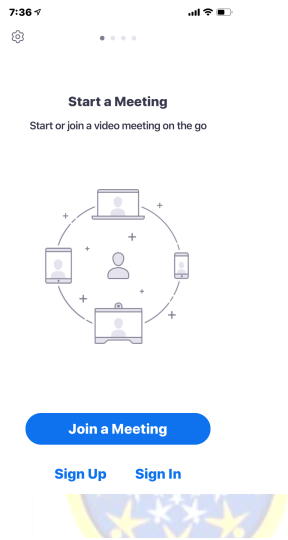 7:36
Start a Meeting
Start or join a video meeting on the go
Join a Meeting
Sign Up
Sign In